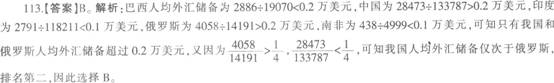 113.【答案】B。解析:巴西人均外汇储备为 2886÷19070<0.2 万美元,中国为 28473÷133787>0.2 万美元,印度
为 2791÷118211<0.1 万美元,俄罗斯为 4058÷14191>0.2 万美元,南非为 438÷4999<0.1 万美元,可知只有我国和
俄罗斯人均外汇储备超过 0.2 万美元,又因为 4058/14191>1/4,28473/133787<1/4,可知我国人均外汇储备仅次于俄罗斯,
排名第二,因此选择 B。